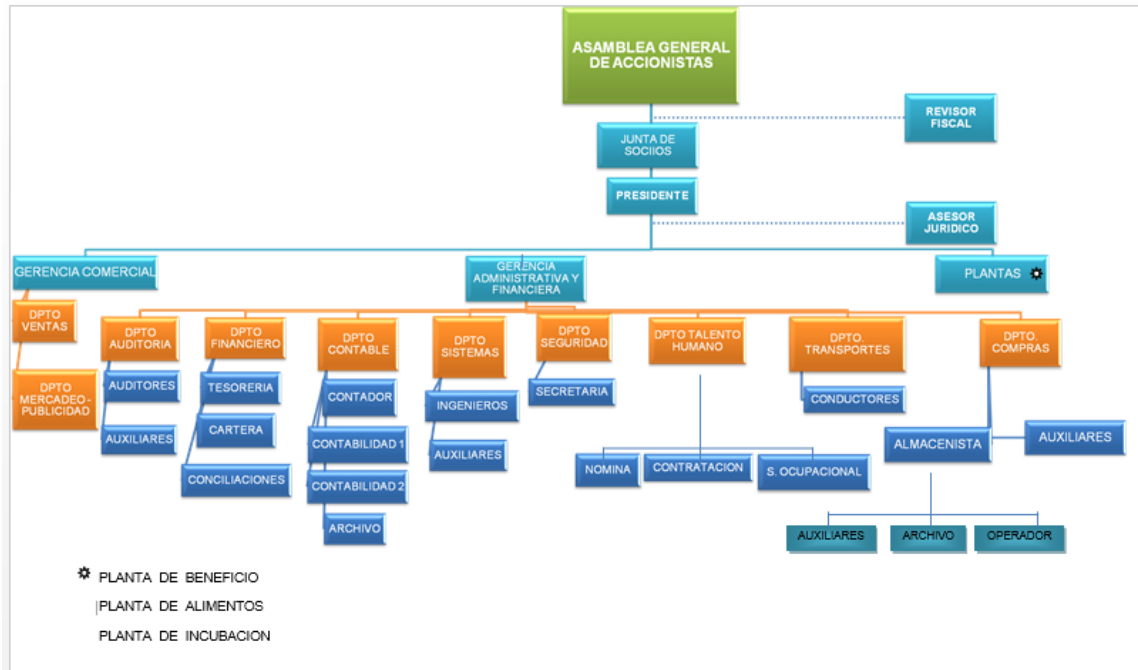 ASAMBLEA GENERAL
DE ACCIONISTAS
REVISOR
FISCAL
JUNTA DE
SOCIIOS
PRESIDENTE
ASESOR
JURIDICO
GERENCIA COMERCIAL
GERENCIA
ADMINISTRATIVA Y
FINANCIERA
PLANTAS
DPTO
VENTAS
DPTO
AUDITORIA
DPTO
FINANCIERO
DPTO
CONTABLE
DPTO
SISTEMAS
DPTO
SEGURIDAD
DPTO TALENTO
HUMANO
DPTO.
TRANSPORTES
DPTO.
COMPRAS
DPTO
MERCADEO -
PUBLICIDAD
AUDITORES
TESORERIA
CONTADOR
INGENIEROS
SECRETARIA
CONDUCTORES
AUXILIARES
CARTERA
CONTABILIDAD 1
AUXILIARES
ALMACENISTA
AUXILIARES
CONCILIACIONES
CONTABILIDAD 2
NOMINA
CONTRATACION
S. OCUPACIONAL
ARCHIVO
AUXILIARES
ARCHIVO
OPERADOR
PLANTA DE BENEFICIO
PLANTA DE ALIMENTOS
PLANTA DE INCUBACION